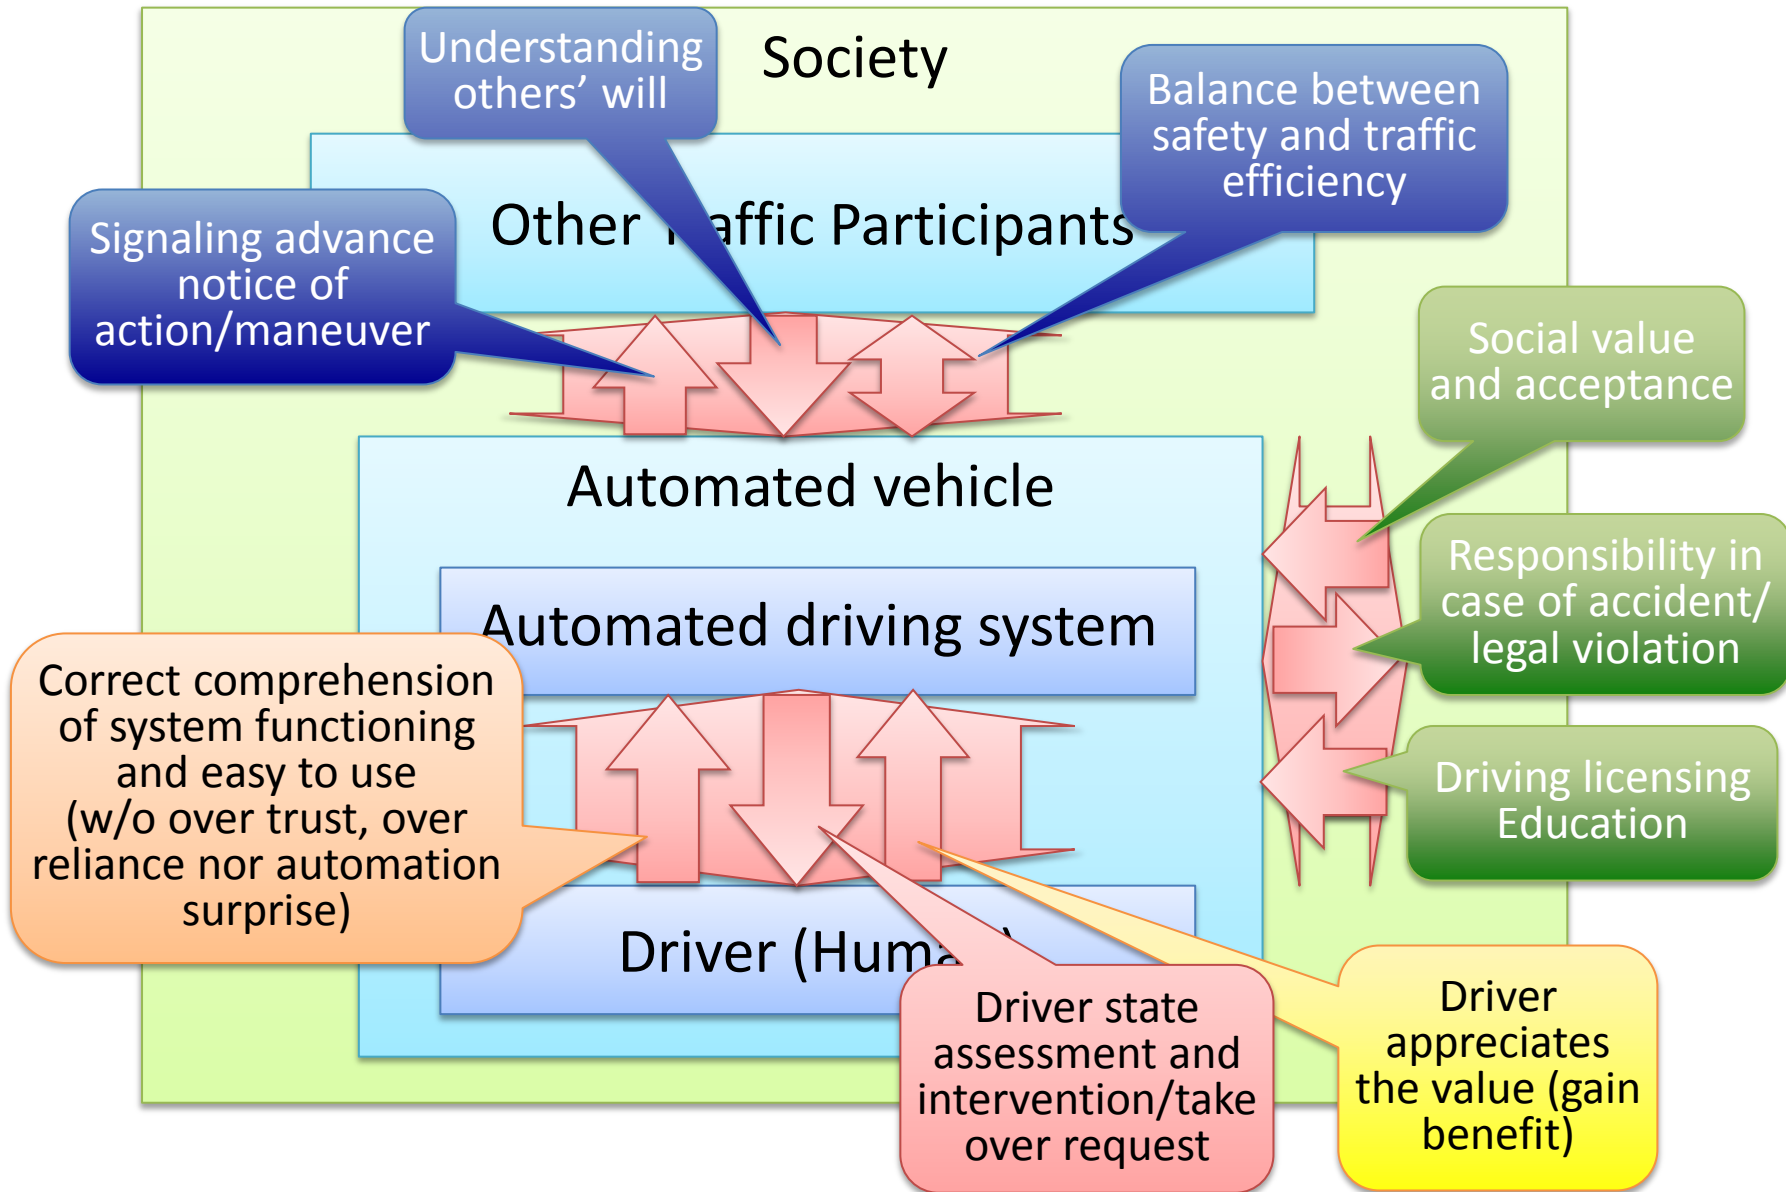 Understanding
others’ will
Society
Balance between
safety and traffic
efficiency
Other Traffic Participants
Signaling advance
notice of
action/maneuver
Social value
and acceptance
Automated vehicle
Responsibility in
case of accident/
legal violation
Automated driving system
Correct comprehension
of system functioning
and easy to use
(w/o over trust, over
reliance nor automation
surprise)
Driving licensing
Education
Driver (Human)
Driver state
assessment and
intervention/take
over request
Driver
appreciates
the value (gain
benefit)